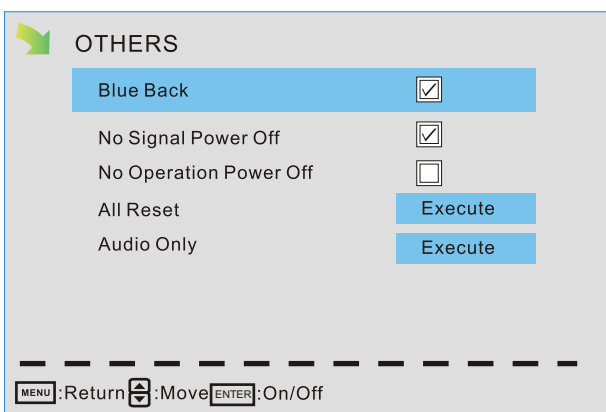 OTHERS
Blue Back
No Signal Power Off
No Operation Power Off
All Reset Execute
Audio Only Execute
MENU:Return :Move ENTER:On/Off